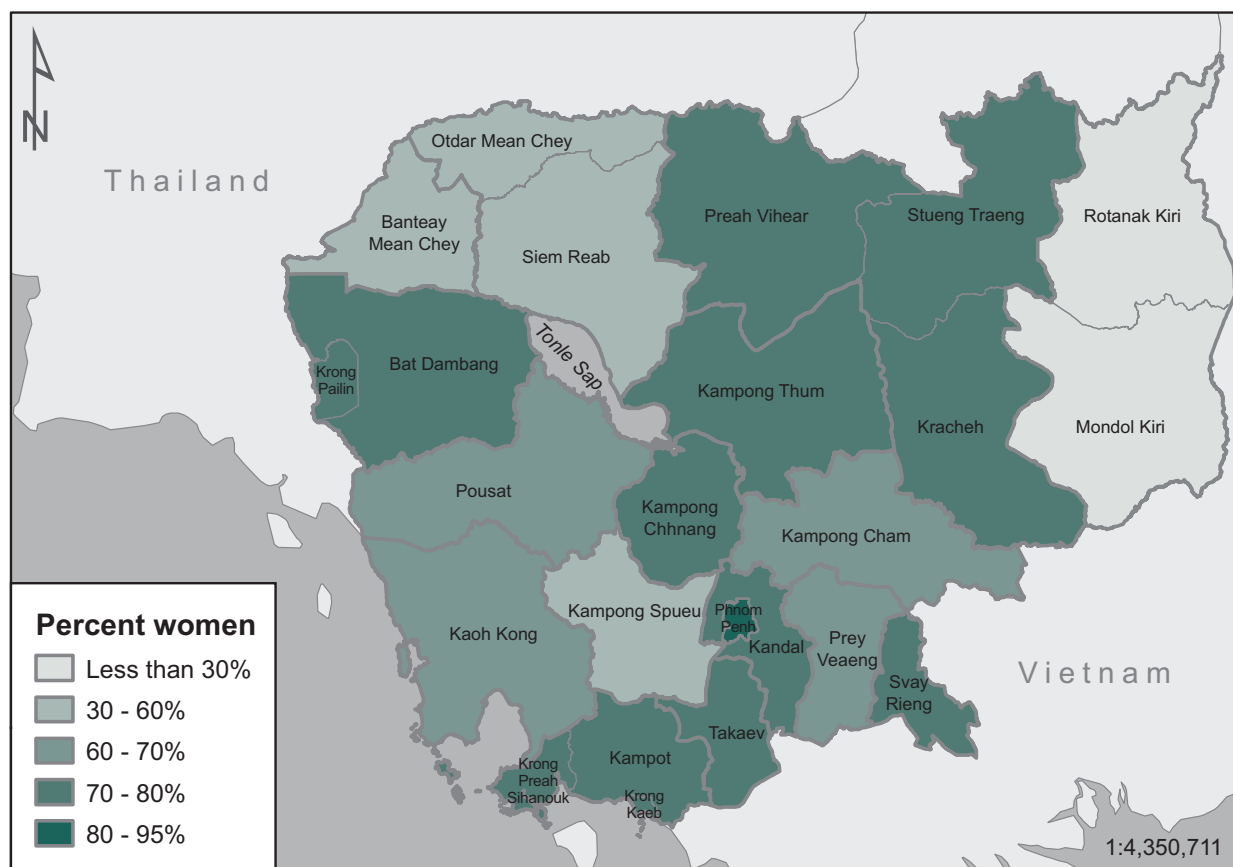 N
Thailand
Otdar Mean Chey
Banteay
Mean Chey
Siem Reab
Preah Vihear
Stueng Traeng
Rotanak Kiri
Krong
Pailin
Bat Dambang
Tonle Sap
Kampong Thum
Kracheh
Mondol Kiri
Pousat
Kampong
Chhnang
Kampong Cham
Kaoh Kong
Kampong Spueu
Phnom
Penh
Kandal
Prey
Veaeng
Svay
Rieng
Vietnam
Takaev
Kampot
Krong
Preah
Sihanouk
Krong
Kaeb
Percent women
Less than 30%
30 - 60%
60 - 70%
70 - 80%
80 - 95%
1:4,350,711